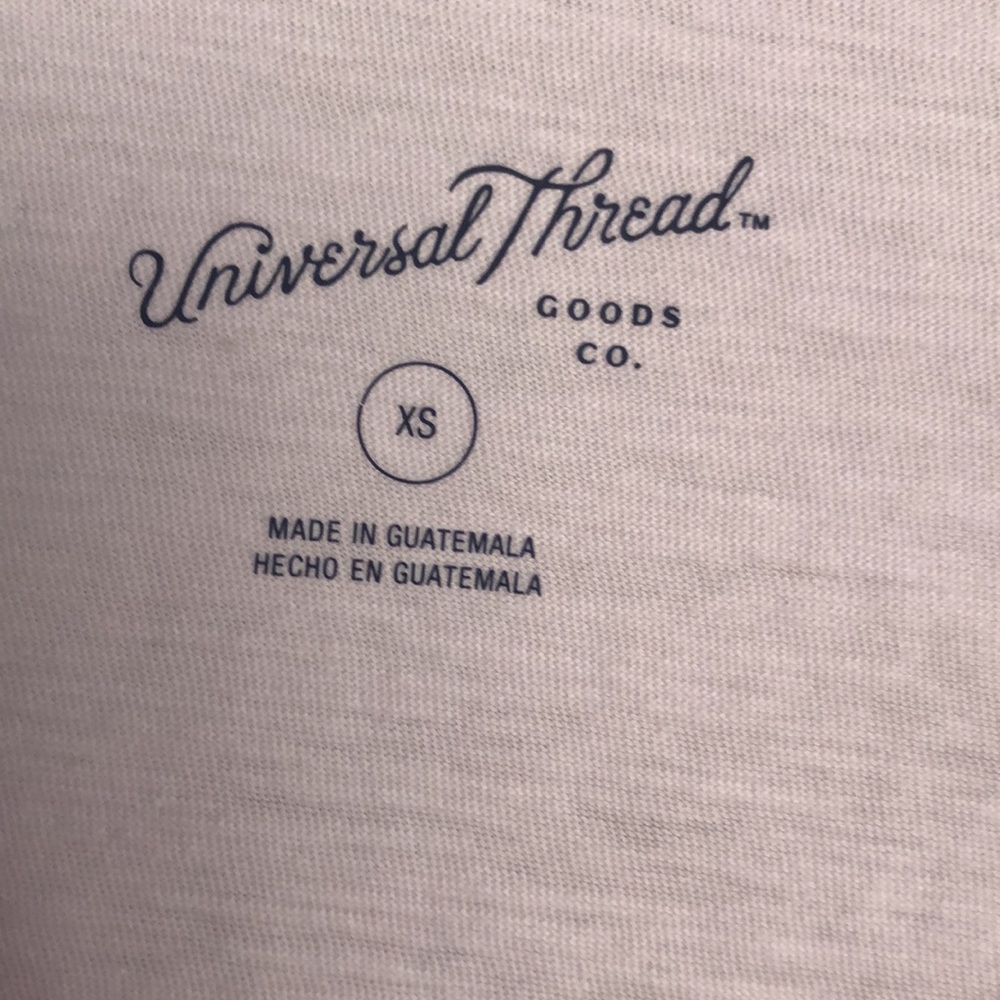 Universal Thread™
GOODS
CO.
XS
MADE IN GUATEMALA
HECHO EN GUATEMALA